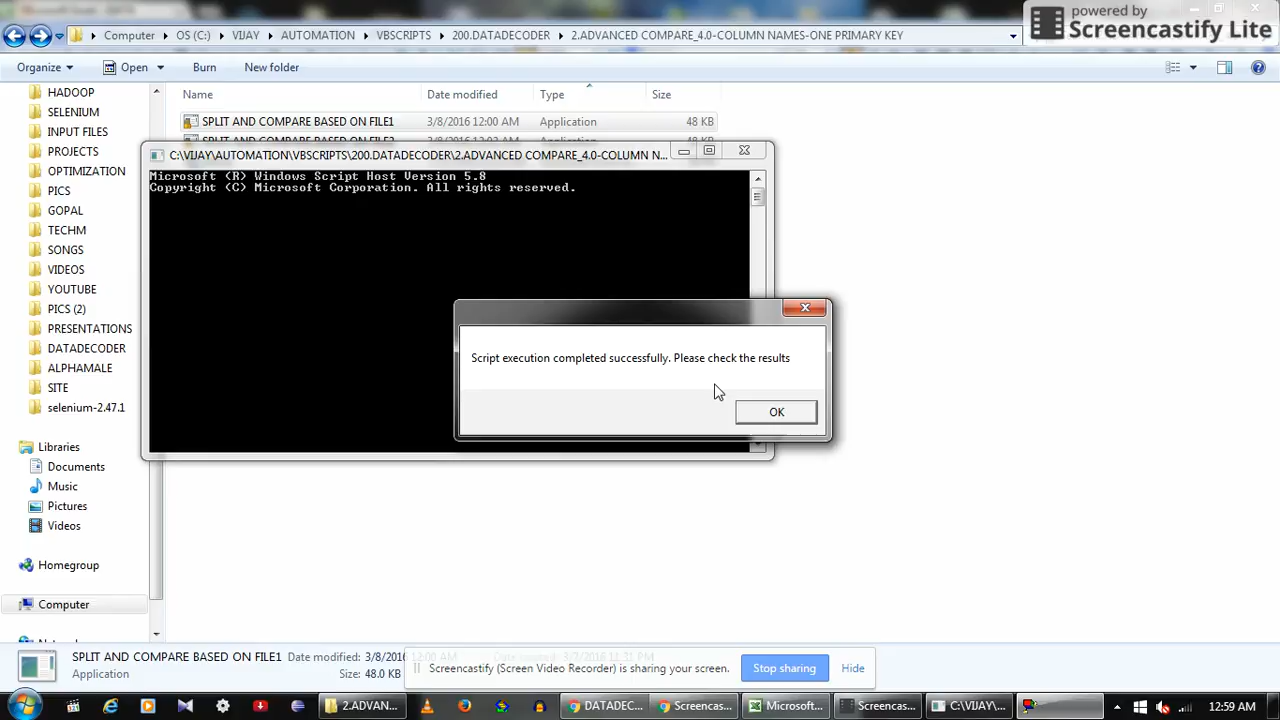 powered by
Screencastify Lite
Computer
OS (C:)
VIJAY
AUTOMATION
VBSCRIPTS
200.DATADECODER
2.ADVANCED COMPARE_4.0-COLUMN NAMES-ONE PRIMARY KEY
Organize
Open
Burn
New folder
HADOOP
SELENIUM
INPUT FILES
PROJECTS
OPTIMIZATION
PICS
GOPAL
TECHM
SONGS
VIDEOS
YOUTUBE
PICS (2)
PRESENTATIONS
DATADECODER
ALPHAMALE
SITE
selenium-2.47.1
Libraries
Documents
Music
Pictures
Videos
Homegroup
Computer
Name
Date modified
Type
Size
SPLIT AND COMPARE BASED ON FILE1
3/8/2016 12:00 AM
Application
48 KB
C:\VIJAY\AUTOMATION\VBSCRIPTS\200.DATADECODER\2.ADVANCED COMPARE_4.0-COLUMN N...
Microsoft (R) Windows Script Host Version 5.8
Copyright (C) Microsoft Corporation. All rights reserved.
Script execution completed successfully. Please check the results
OK
SPLIT AND COMPARE BASED ON FILE1
Date modified: 3/8/2016 12:00 AM
Application
Size: 48.0 KB
Screencastify (Screen Video Recorder) is sharing your screen.
Stop sharing
Hide
2.ADVAN...
DATADEC...
Screencas...
Microsoft...
Screencas...
C:\VIJAY\...
12:59 AM